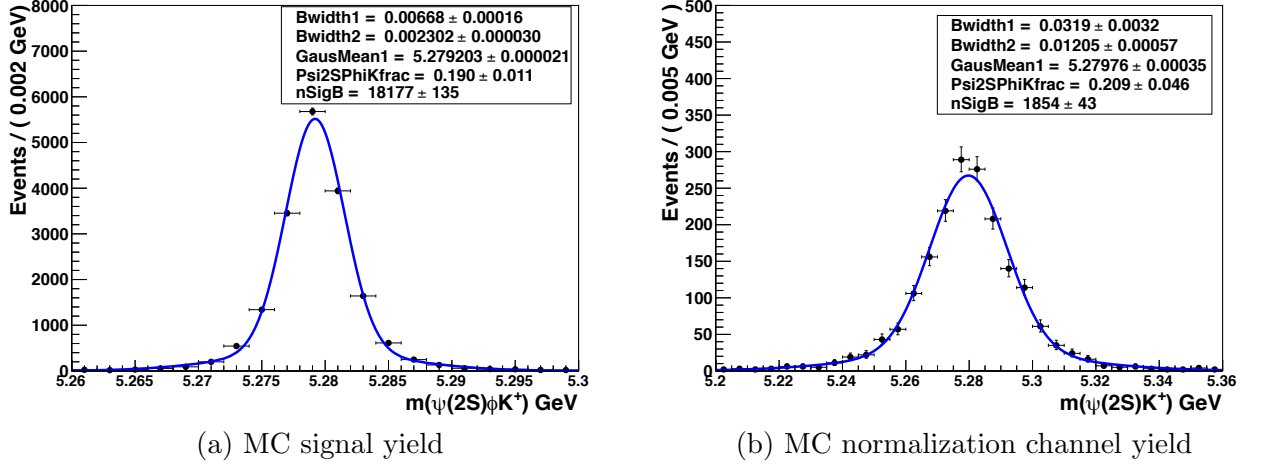 Events / ( 0.002 GeV)
8000
7000
6000
5000
4000
3000
2000
1000
0
Bwidth1 = 0.00668 ± 0.00016
Bwidth2 = 0.002302 ± 0.000030
GausMean1 = 5.279203 ± 0.000021
Psi2SPhiKfrac = 0.190 ± 0.011
nSigB = 18177 ± 135
5.26 5.265 5.27 5.275 5.28 5.285 5.29 5.295 5.3
m(ψ(2S)ϕK⁺) GeV
(a) MC signal yield
Events / ( 0.005 GeV)
500
450
400
350
300
250
200
150
100
50
0
Bwidth1 = 0.0319 ± 0.0032
Bwidth2 = 0.01205 ± 0.00057
GausMean1 = 5.27976 ± 0.00035
Psi2SPhiKfrac = 0.209 ± 0.046
nSigB = 1854 ± 43
5.2 5.22 5.24 5.26 5.28 5.3 5.32 5.34 5.36
m(ψ(2S)K⁺) GeV
(b) MC normalization channel yield